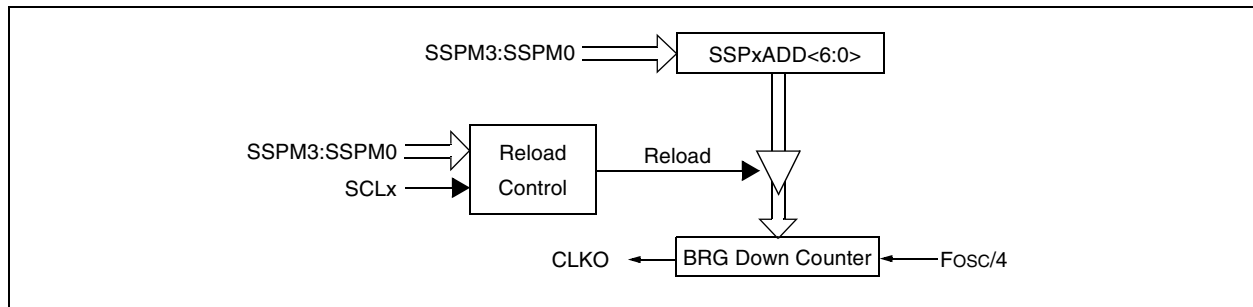 SSPM3:SSPM0
SSPxADD<6:0>
SSPM3:SSPM0
SCLx
Reload
Control
Reload
CLKO
BRG Down Counter
FOSC/4